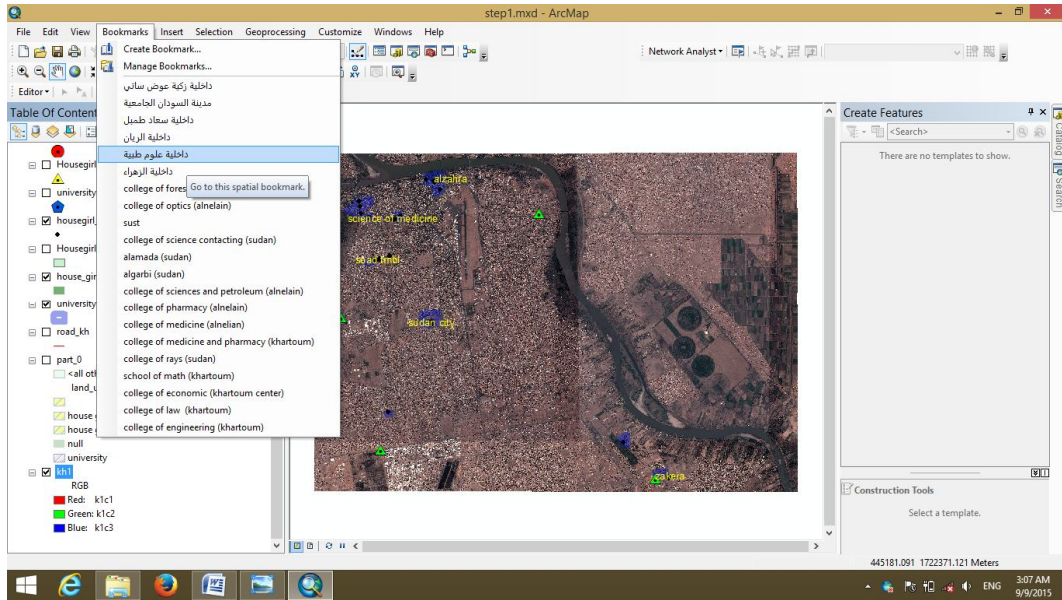 step1.mxd - ArcMap
File Edit View Bookmarks Insert Selection Geoprocessing Customize Windows Help
Network Analyst
Editor
Create Bookmark...
Manage Bookmarks...
داخلية زكية عوض ساتي
مدينة السودان الجامعية
داخلية سعاد طمبل
داخلية الريان
داخلية علوم طبية
داخلية الزهراء
college of fores
Go to this spatial bookmark.
college of optics (alnelain)
sust
college of science contacting (sudan)
alamada (sudan)
algarbi (sudan)
college of sciences and petroleum (alnelain)
college of pharmacy (alnelain)
college of medicine (alnelian)
college of medicine and pharmacy (khartoum)
college of rays (sudan)
school of math (khartoum)
college of economic (khartoum center)
college of law (khartoum)
college of engineering (khartoum)
Table Of Content
Housegirl
university
housegirl_
Housegirl
house_gir
university
road_kh
part_0
<all oth
land_u
house
house
null
university
kh1
RGB
Red: k1c1
Green: k1c2
Blue: k1c3
alzahra
science of medicine
soad tmbl
sudan city
zakera
Create Features
<Search>
There are no templates to show.
Construction Tools
Select a template.
Catalog
Search
445181.091 1722371.121 Meters
ENG
3:07 AM
9/9/2015